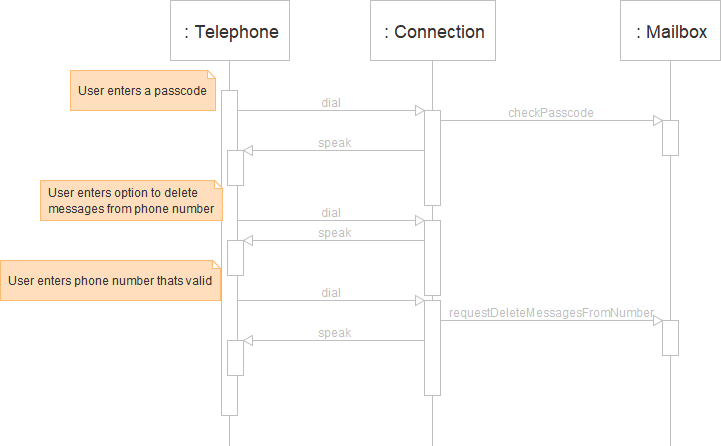 : Telephone
: Connection
: Mailbox
User enters a passcode
dial
checkPasscode
speak
User enters option to delete
messages from phone number
dial
speak
User enters phone number thats valid
dial
requestDeleteMessagesFromNumber
speak